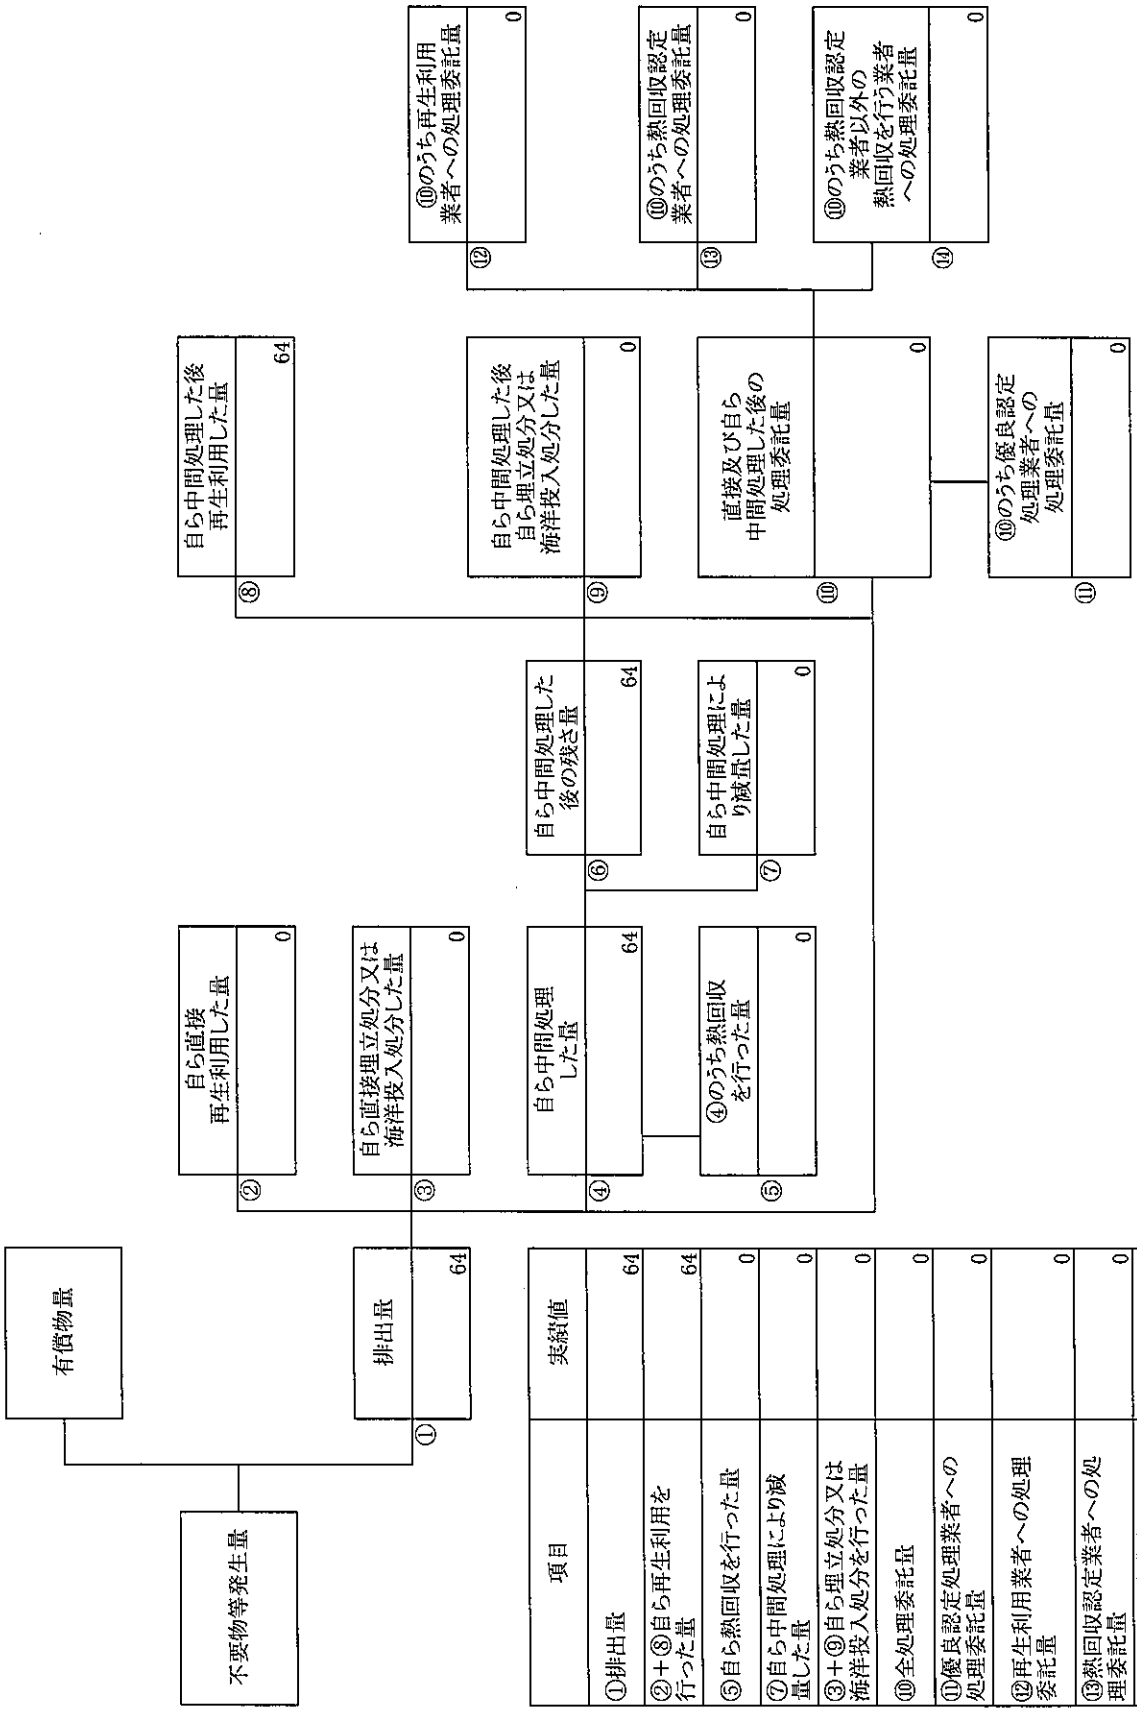 不要物等発生量
有償物量
①
排出量
64
②
自ら直接
再生利用した量
0
③
自ら直接埋立処分又は
海洋投入処分した量
0
④
自ら中間処理
した量
64
⑤
④のうち熱回収
を行った量
0
⑥
自ら中間処理した
後の残さ量
64
⑦
自ら中間処理によ
り減量した量
0
⑧
自ら中間処理した後
再生利用した量
64
⑨
自ら中間処理した後
自ら埋立処分又は
海洋投入処分した量
0
⑩
直接及び自ら
中間処理した後の
処理委託量
0
⑪
⑩のうち優良認定
処理業者への
処理委託量
0
⑫
⑩のうち再生利用
業者への処理委託量
0
⑬
⑩のうち熱回収認定
業者への処理委託量
0
⑭
⑩のうち熱回収認定
業者以外の
熱回収を行う業者
への処理委託量
0
項目 実績値
①排出量 64
②+⑧自ら再生利用を
行った量 64
⑤自ら熱回収を行った量 0
⑦自ら中間処理により減
量した量 0
③+⑨自ら埋立処分又は
海洋投入処分を行った量 0
⑩全処理委託量 0
⑪優良認定処理業者への
処理委託量 0
⑫再生利用業者への処理
委託量 0
⑬熱回収認定業者への処
理委託量 0